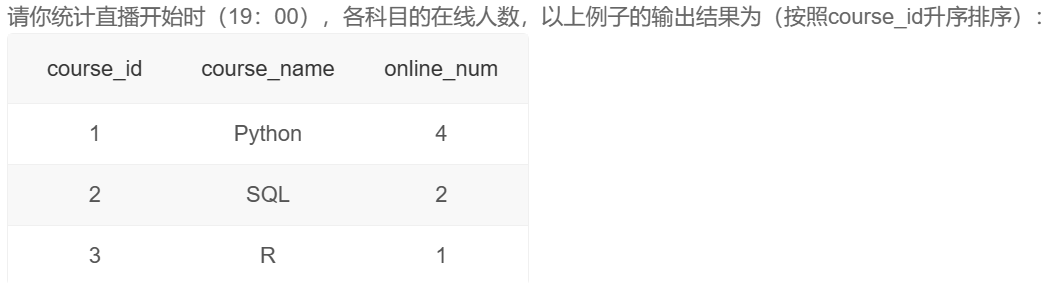 请你统计直播开始时（19：00），各科目的在线人数，以上例子的输出结果为（按照course_id升序排序）：
course_id course_name online_num
1 Python 4
2 SQL 2
3 R 1